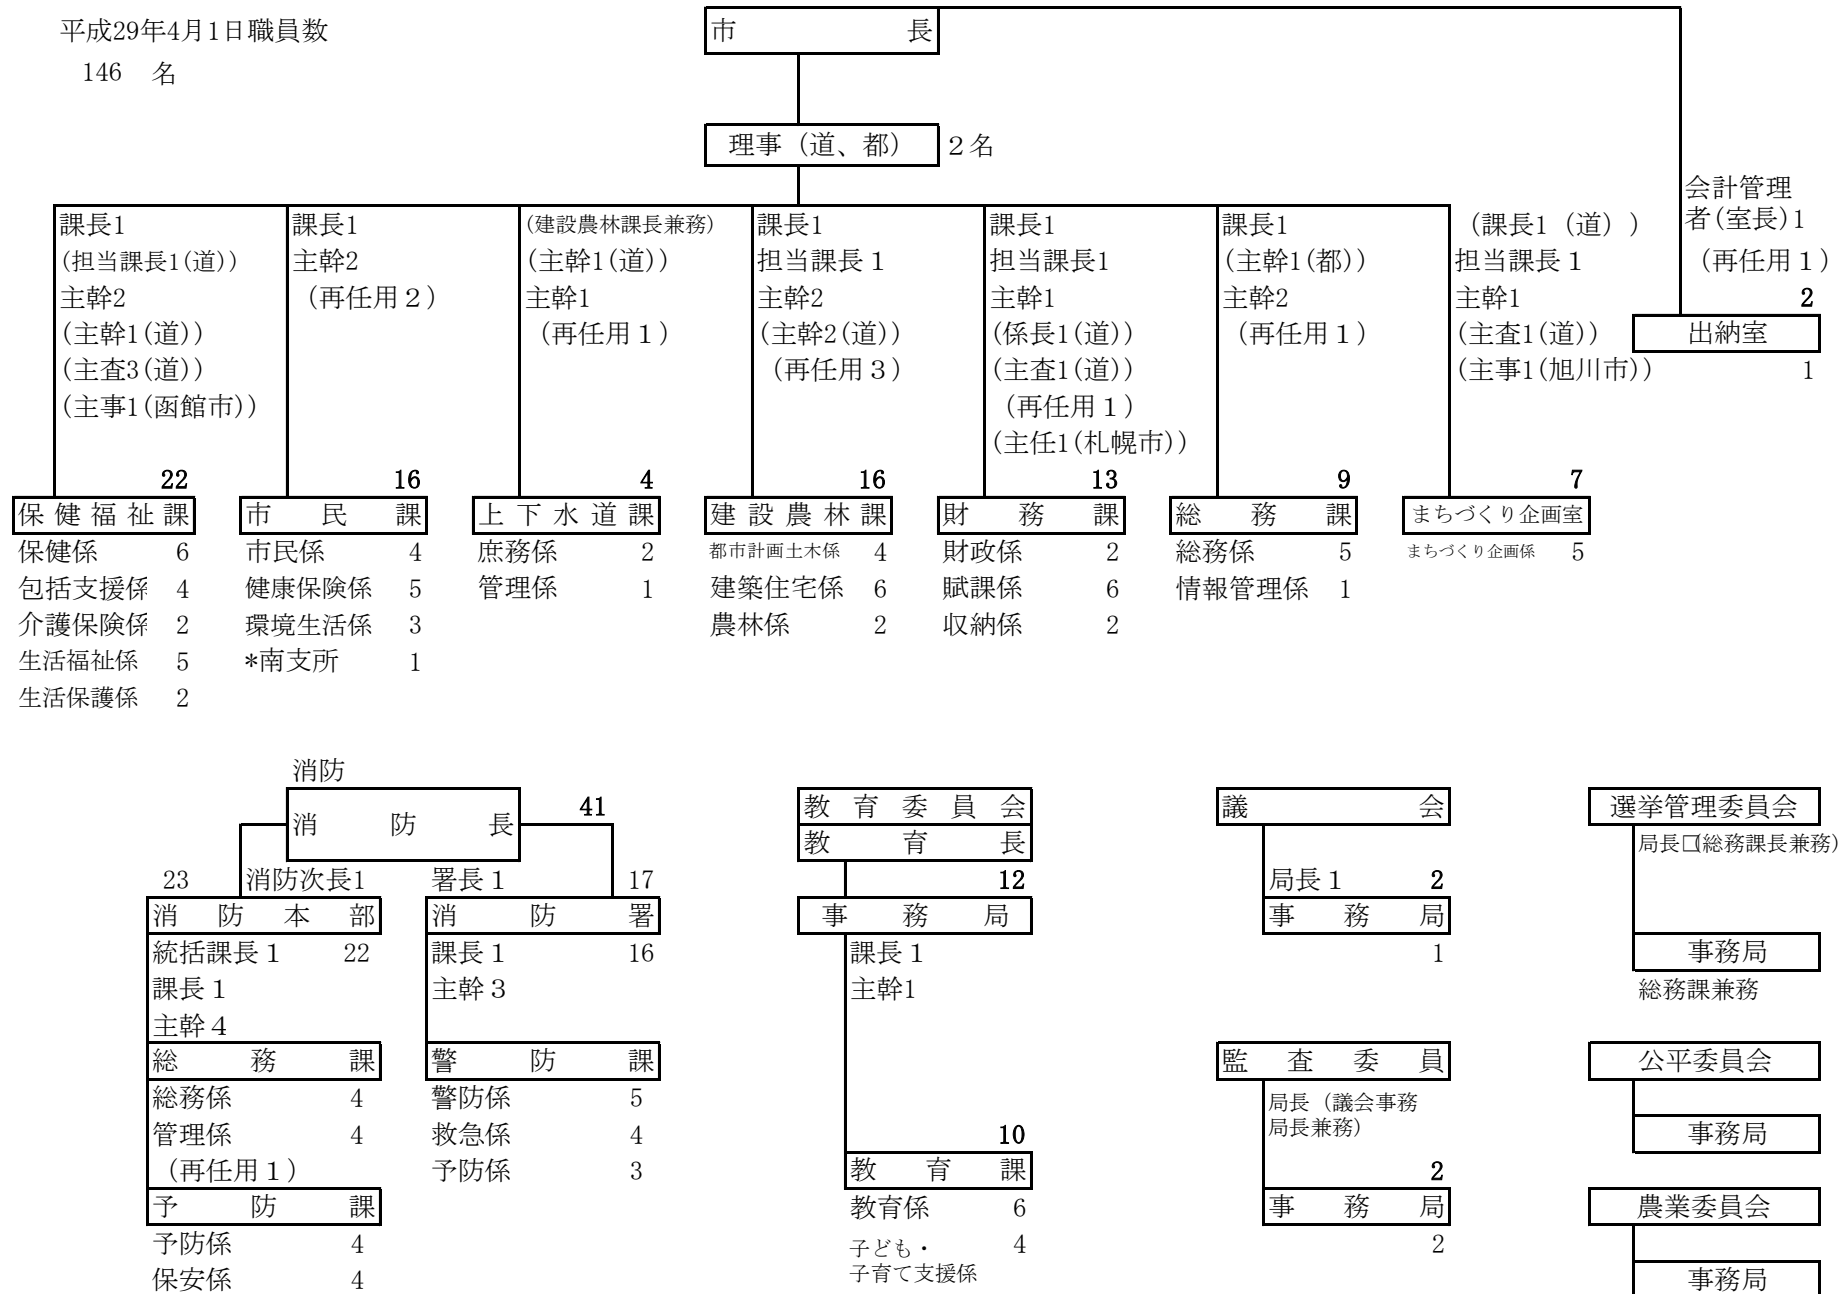 平成29年4月1日職員数
146 名
市 長
理事（道、都） ２名
会計管理
者(室長)1
（再任用１）
2
出納室
1
課長1
(担当課長1(道))
主幹2
(主幹1(道))
(主査3(道))
(主事1(函館市))
22
保健福祉課
保健係 6
包括支援係 4
介護保険係 2
生活福祉係 5
生活保護係 2
課長1
主幹2
（再任用２）
16
市民課
市民係 4
健康保険係 5
環境生活係 3
*南支所 1
(建設農林課長兼務)
(主幹1(道))
主幹1
（再任用１）
4
上下水道課
庶務係 2
管理係 1
課長1
担当課長１
主幹2
(主幹2(道))
（再任用３）
16
建設農林課
都市計画土木係 4
建築住宅係 6
農林係 2
課長1
担当課長1
主幹1
(係長1(道))
(主査1(道))
（再任用１）
(主任1(札幌市))
13
財務課
財政係 2
賦課係 6
収納係 2
課長1
(主幹1(都))
主幹2
（再任用１）
9
総務課
総務係 5
情報管理係 1
（課長1（道））
担当課長１
主幹1
(主査1(道))
(主事1(旭川市))
7
まちづくり企画室
まちづくり企画係 5
消防
消防長
41
23 消防次長1
消防本部
統括課長１ 22
課長１
主幹４
総務課
総務係 4
管理係 4
（再任用１）
予防課
予防係 4
保安係 4
署長１ 17
消防署
課長１ 16
主幹３
警防課
警防係 5
救急係 4
予防係 3
教育委員会
教育長
12
事務局
課長１
主幹1
10
教育課
教育係 6
子ども・ 4
子育て支援係
議会
局長１ 2
事務局
1
監査委員
局長（議会事務
局長兼務）
2
事務局
2
選挙管理委員会
局長□(総務課長兼務)
事務局
総務課兼務
公平委員会
事務局
農業委員会
事務局